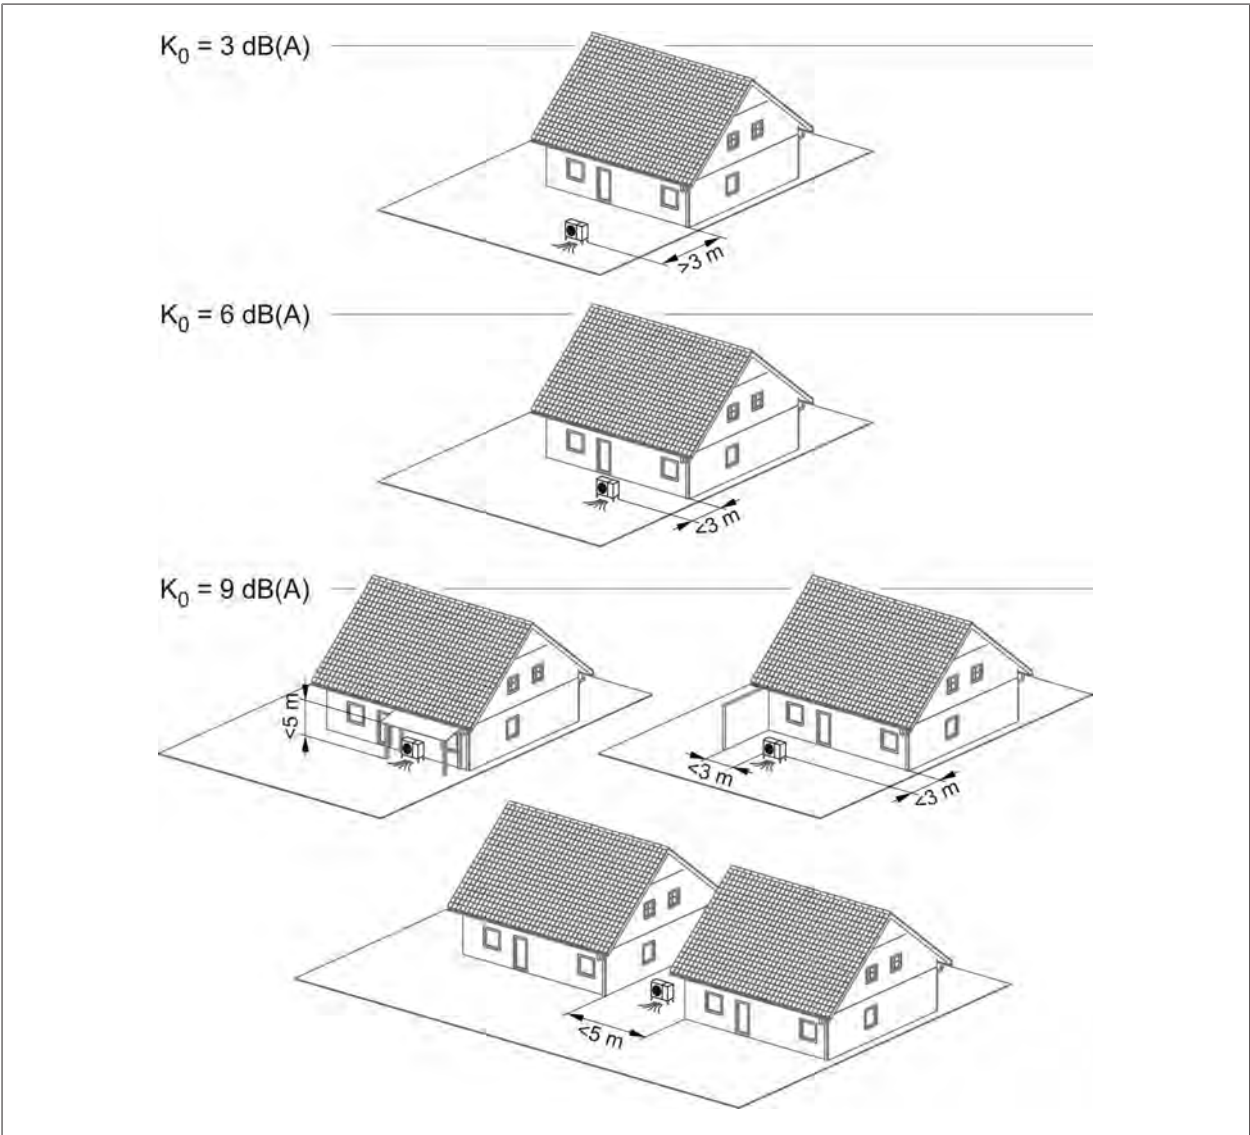 K₀ = 3 dB(A)
>3 m
K₀ = 6 dB(A)
<3 m
K₀ = 9 dB(A)
<5 m
<3 m
<3 m
<5 m